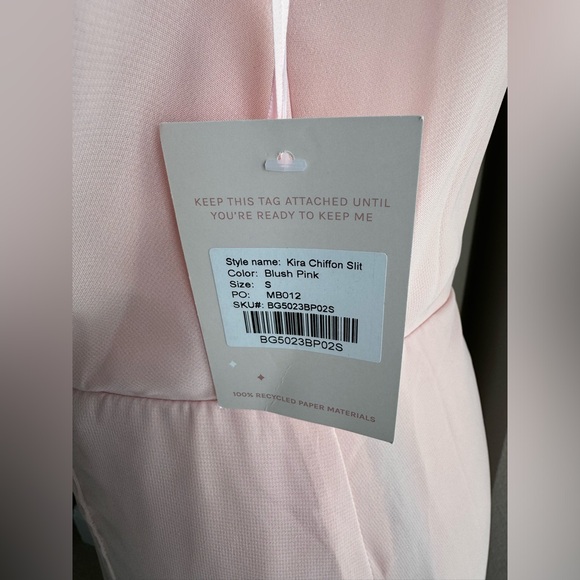 KEEP THIS TAG ATTACHED UNTIL
YOU'RE READY TO KEEP ME
Style name: Kira Chiffon Slit
Color: Blush Pink
Size: S
PO: MB012
SKU#: BG5023BP02S
BG5023BP02S
100% RECYCLED PAPER MATERIALS